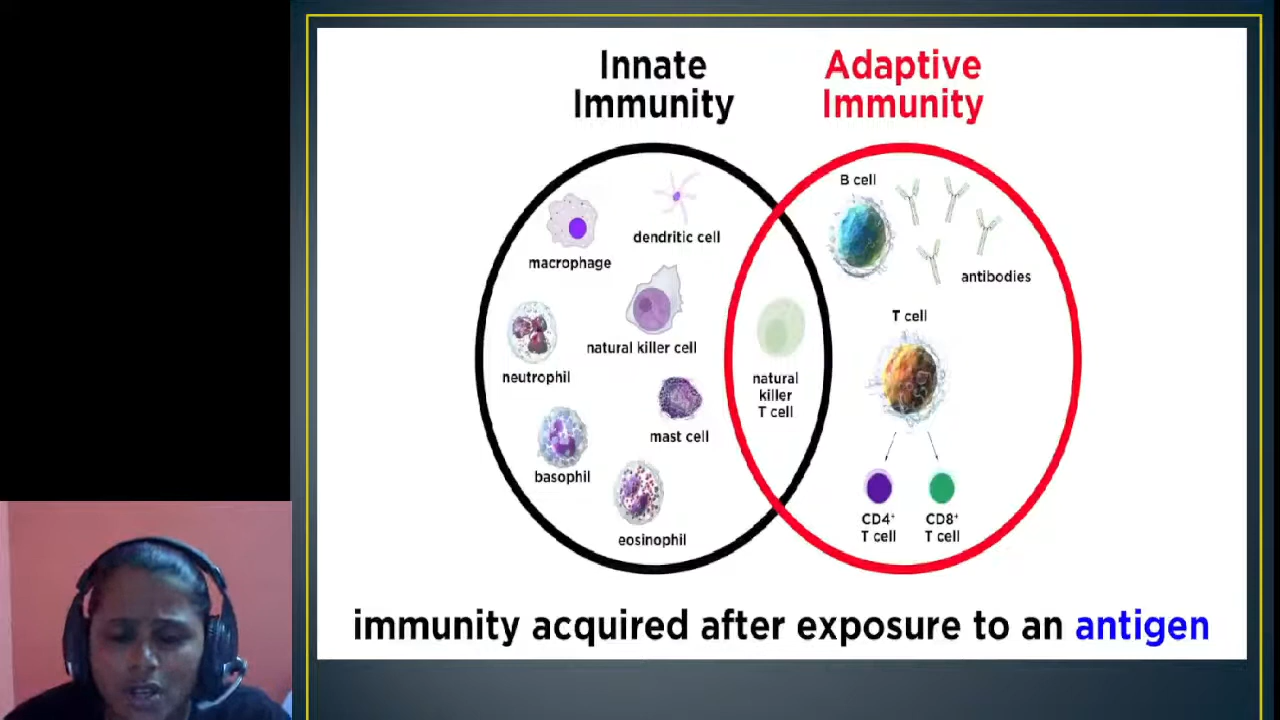 Innate
Immunity
Adaptive
Immunity
macrophage
dendritic cell
neutrophil
natural killer cell
mast cell
basophil
eosinophil
natural
killer
T cell
B cell
antibodies
T cell
CD4⁺
T cell
CD8⁺
T cell
immunity acquired after exposure to an antigen